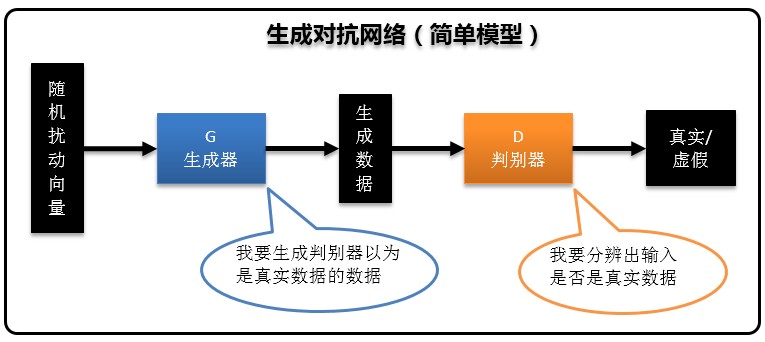 生成对抗网络（简单模型）
随机扰动向量
G
生成器
生成数据
D
判别器
真实/
虚假
我要生成判别器以为
是真实数据的数据
我要分辨出输入
是否是真实数据